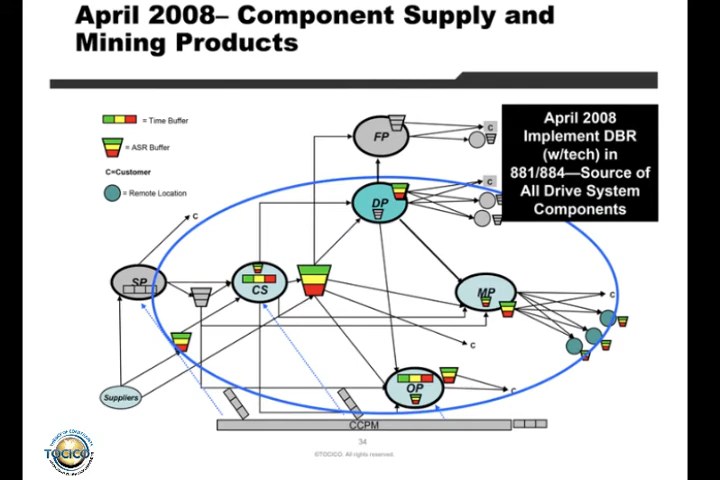 April 2008– Component Supply and
Mining Products
= Time Buffer
= ASR Buffer
C=Customer
= Remote Location
April 2008
Implement DBR
(w/tech) in
881/884—Source of
All Drive System
Components
FP
C
DP
C
C
SP
CS
MP
C
C
Suppliers
OP
C
CCPM
34
©TOCICO. All rights reserved.
TOCICO